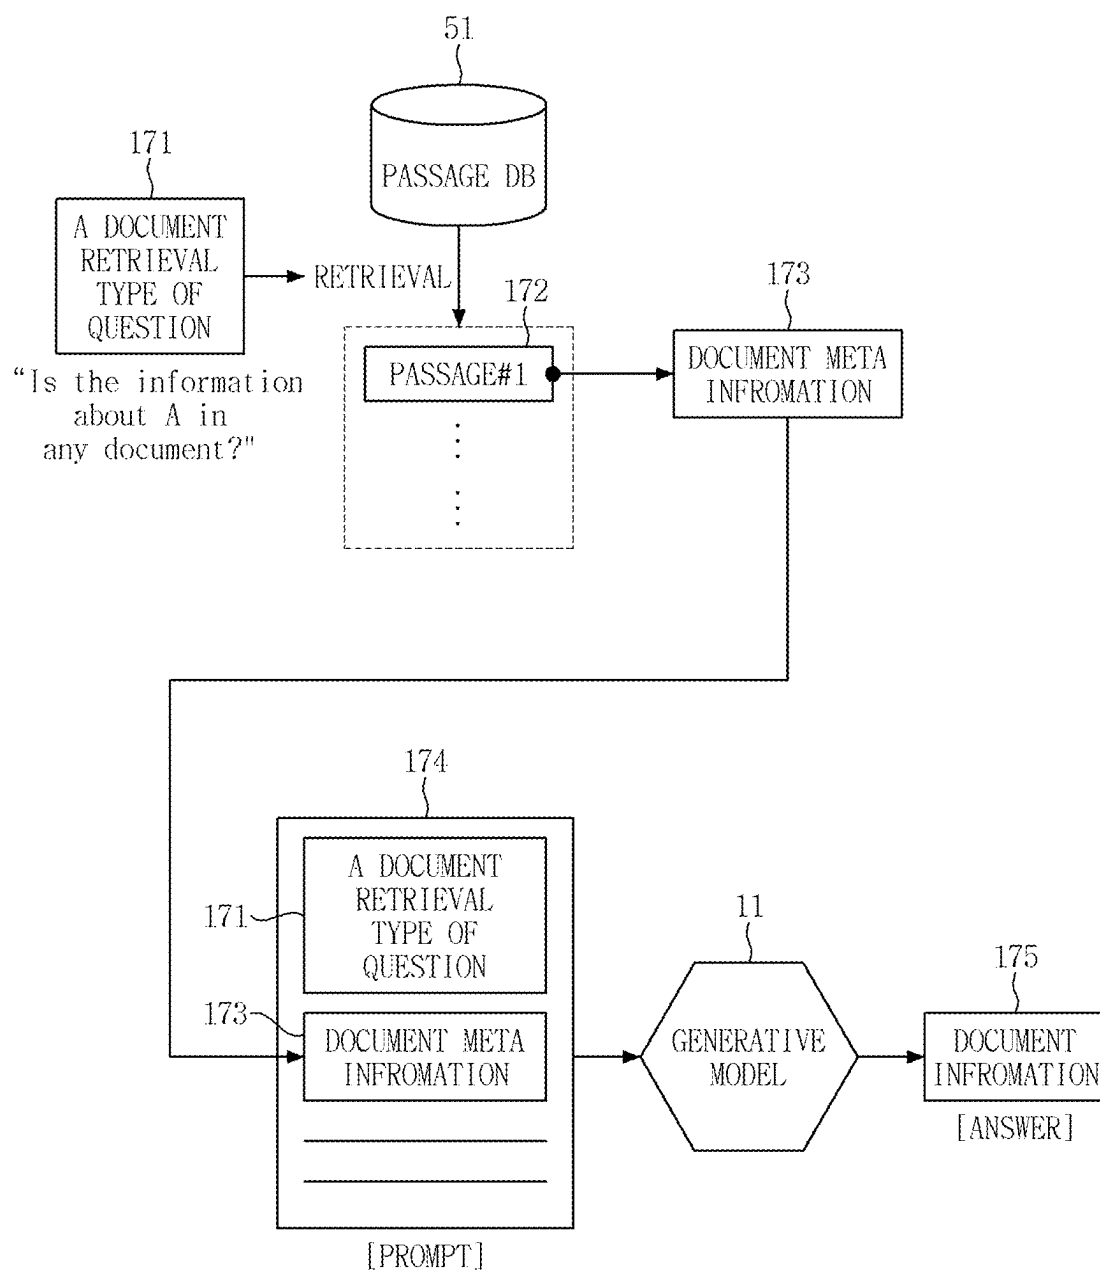 51
PASSAGE DB
171
A DOCUMENT
RETRIEVAL
TYPE OF
QUESTION
RETRIEVAL
"Is the information
about A in
any document?"
172
PASSAGE#1
173
DOCUMENT META
INFROMATION
174
171
A DOCUMENT
RETRIEVAL
TYPE OF
QUESTION
173
DOCUMENT META
INFROMATION
[PROMPT]
11
GENERATIVE
MODEL
175
DOCUMENT
INFROMATION
[ANSWER]